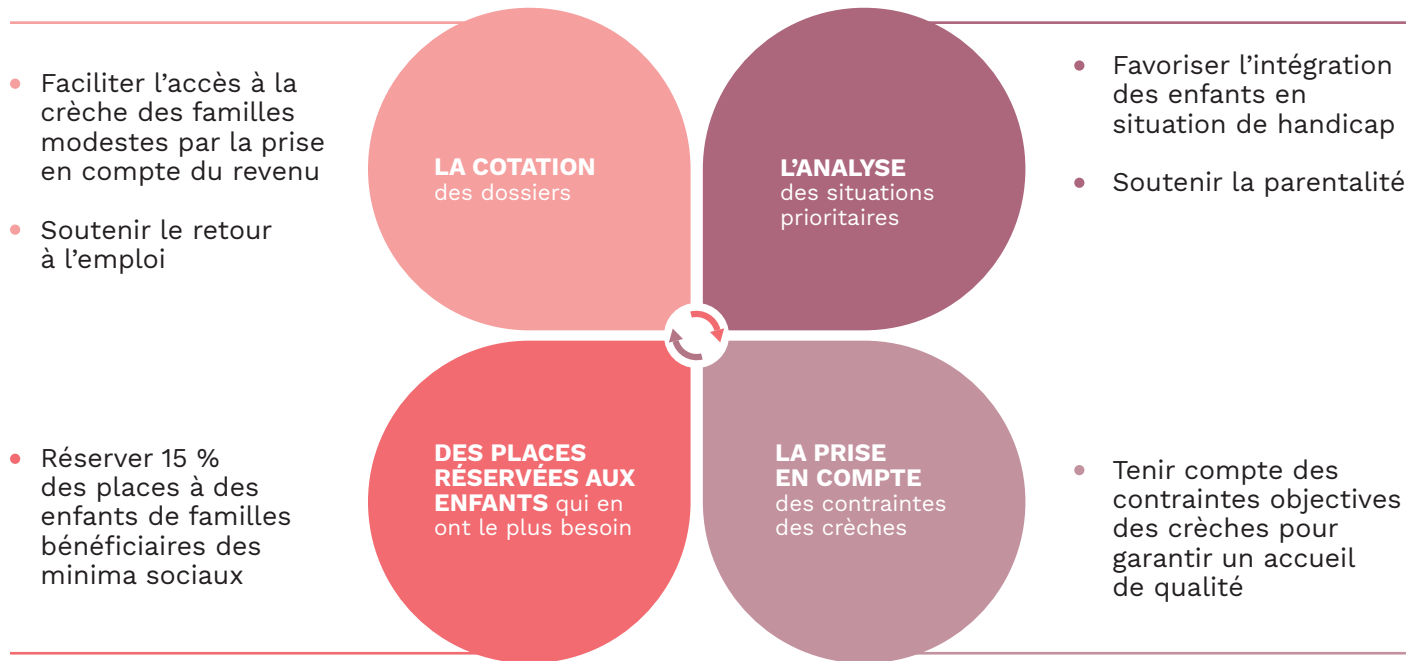 Faciliter l’accès à la
crèche des familles
modestes par la prise
en compte du revenu
Soutenir le retour
à l’emploi
LA COTATION
des dossiers
L’ANALYSE
des situations
prioritaires
Favoriser l’intégration
des enfants en
situation de handicap
Soutenir la parentalité
Réserver 15 %
des places à des
enfants de familles
bénéficiaires des
minima sociaux
DES PLACES
RÉSERVÉES AUX
ENFANTS qui en
ont le plus besoin
LA PRISE
EN COMPTE
des contraintes
des crèches
Tenir compte des
contraintes objectives
des crèches pour
garantir un accueil
de qualité